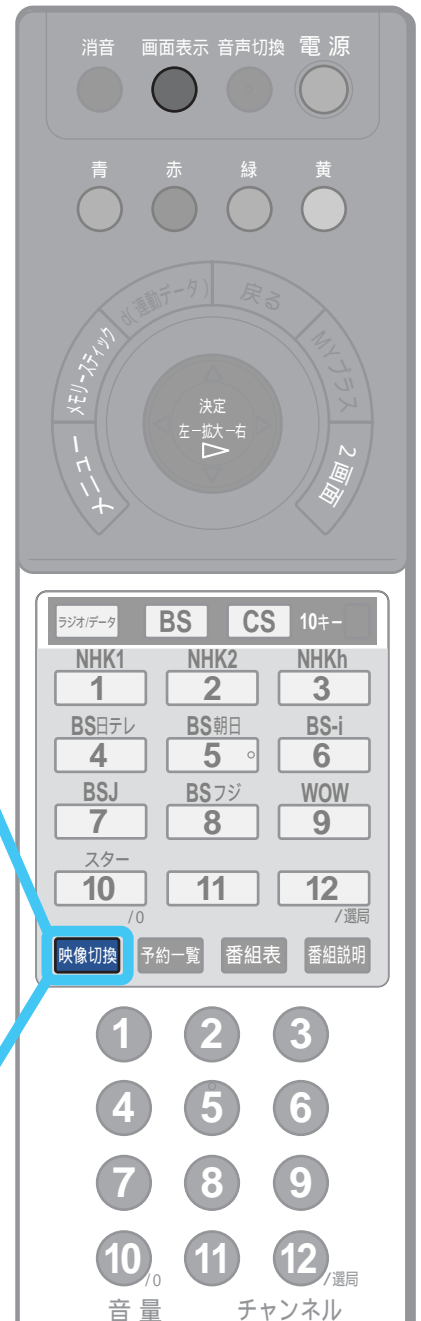 消音 画面表示 音声切換 電源
青 赤 緑 黄
メモリースティック d(連動データ) 戻る MYプラス
メニュー 決定 2画面
左－拡大－右
ラジオ/データ BS CS 10キー
NHK1 NHK2 NHKh
1 2 3
BS日テレ BS朝日 BS-i
4 5 6
BSJ BSフジ WOW
7 8 9
スター
10 11 12
/0 /選局
映像切換 予約一覧 番組表 番組説明
1 2 3
4 5 6
7 8 9
10/0 11 12/選局
音量 チャンネル